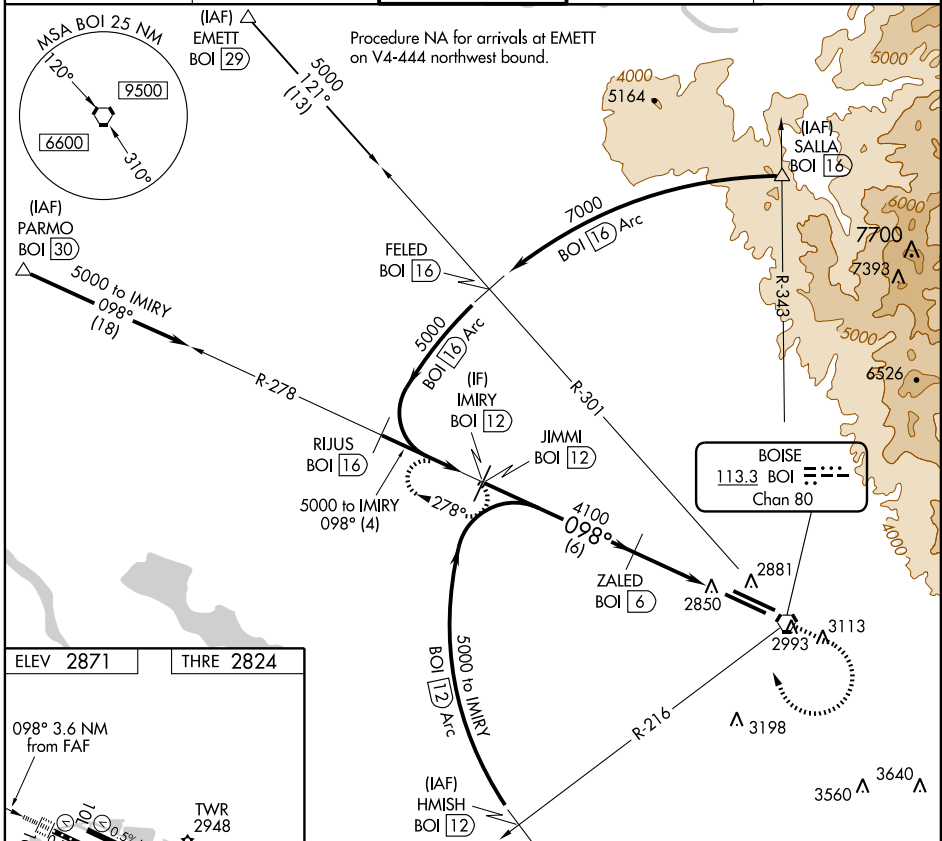 MSA BOI 25 NM
120°
9500
6600
310°
(IAF)
EMETT
BOI 29
5000
121°
(13)
Procedure NA for arrivals at EMETT
on V4-444 northwest bound.
5000
4000
5164
(IAF)
SALLA
BOI 16
6000
7700
7393
5000
6526
4000
7000
BOI 16 Arc
R-343
(IAF)
PARMO
BOI 30
5000 to IMIRY
098°
(18)
FELED
BOI 16
5000
BOI 16 Arc
R-278
R-301
(IF)
IMIRY
BOI 12
JIMMI
BOI 12
RIJUS
BOI 16
5000 to IMIRY
098° (4)
278°
4100
098°
(6)
ZALED
BOI 6
BOISE
113.3 BOI
Chan 80
2881
2850
2993
3113
3198
3560
3640
R-216
5000 to IMIRY
BOI 12 Arc
(IAF)
HMISH
BOI 12
ELEV 2871
THRE 2824
098° 3.6 NM
from FAF
10L
V
V
0.5%
TWR
2948